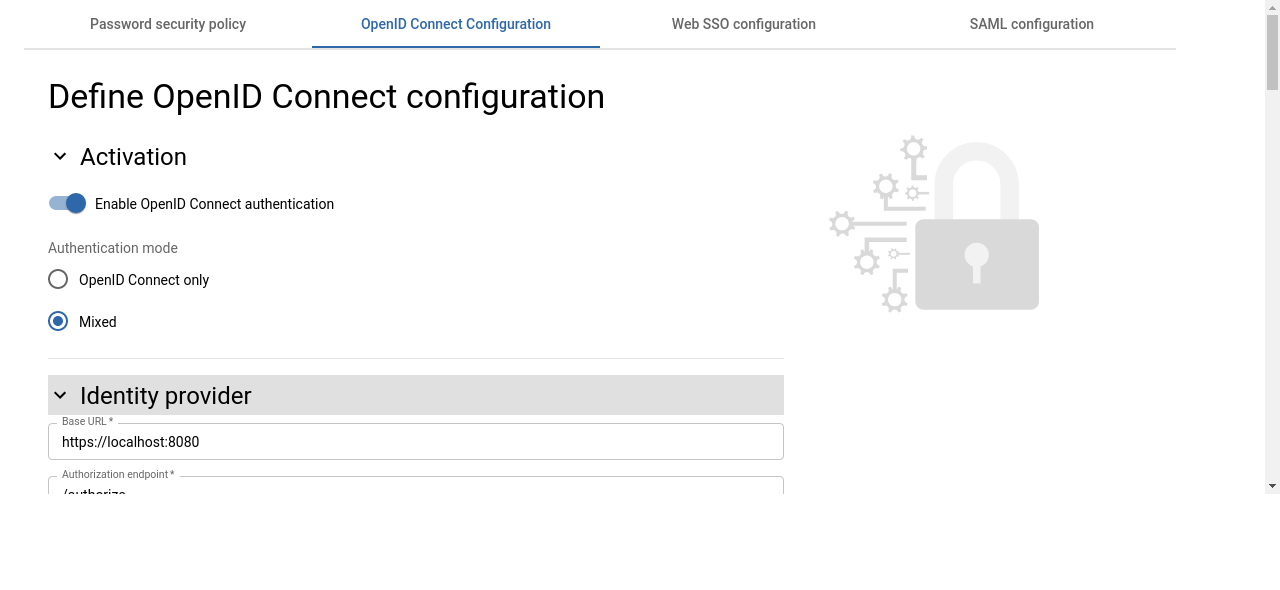 Password security policy
OpenID Connect Configuration
Web SSO configuration
SAML configuration
Define OpenID Connect configuration
Activation
Enable OpenID Connect authentication
Authentication mode
OpenID Connect only
Mixed
Identity provider
Base URL *
https://localhost:8080
Authorization endpoint *
/authorize